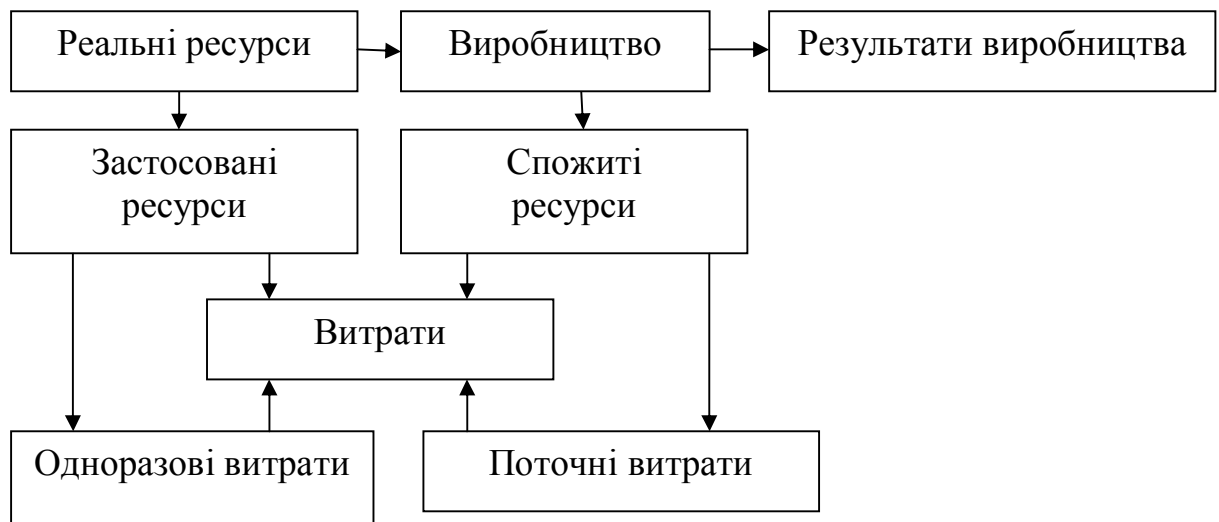 Реальні ресурси
Виробництво
Результати виробництва
Застосовані
ресурси
Спожиті
ресурси
Витрати
Одноразові витрати
Поточні витрати